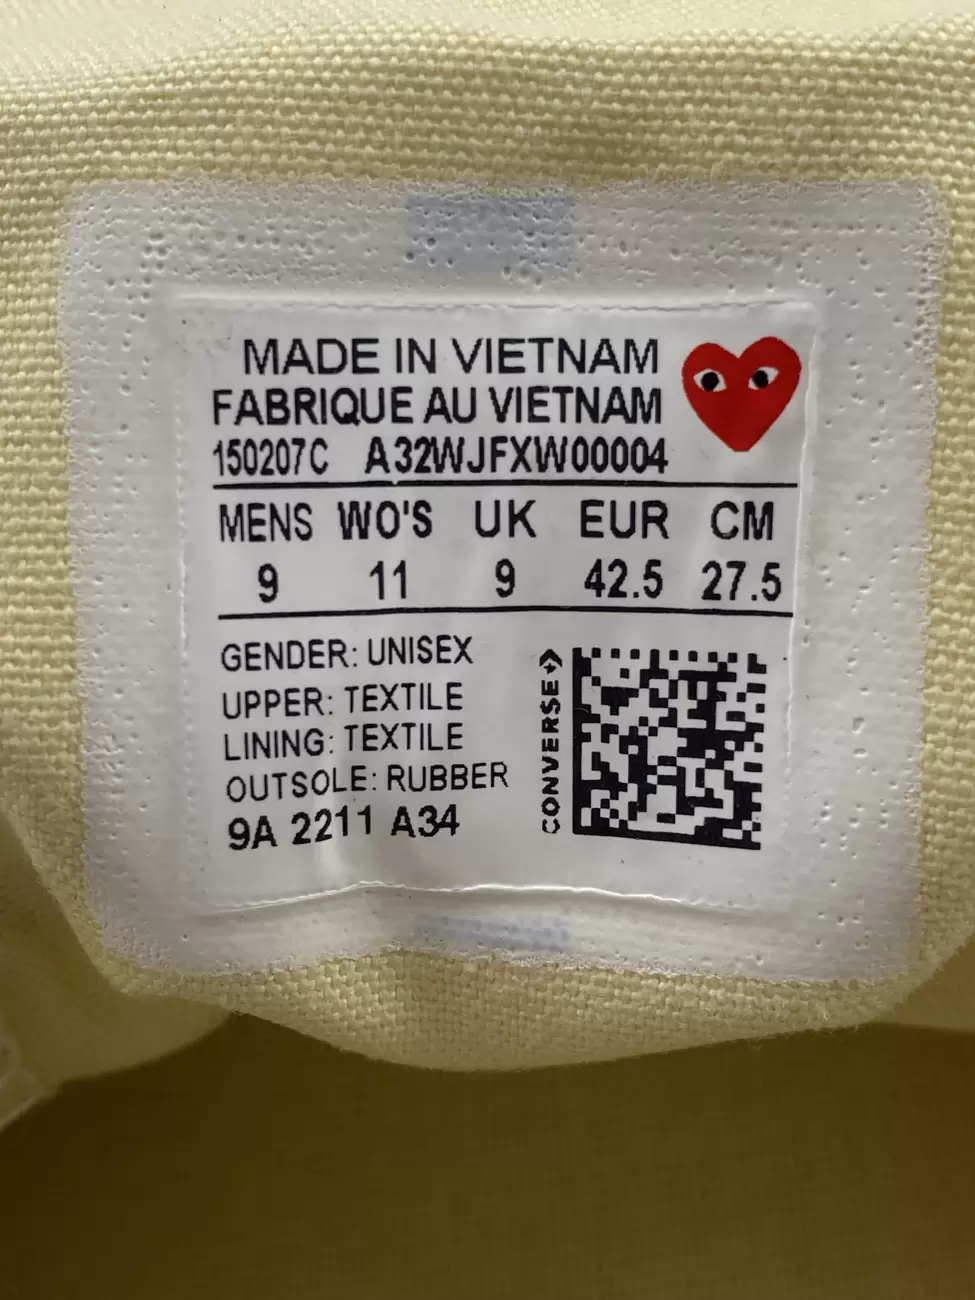 MADE IN VIETNAM
FABRIQUE AU VIETNAM
150207C A32WJFXW00004
MENS WO'S UK EUR CM
9 11 9 42.5 27.5
GENDER: UNISEX
UPPER: TEXTILE
LINING: TEXTILE
OUTSOLE: RUBBER
9A 2211 A34
CONVERSE